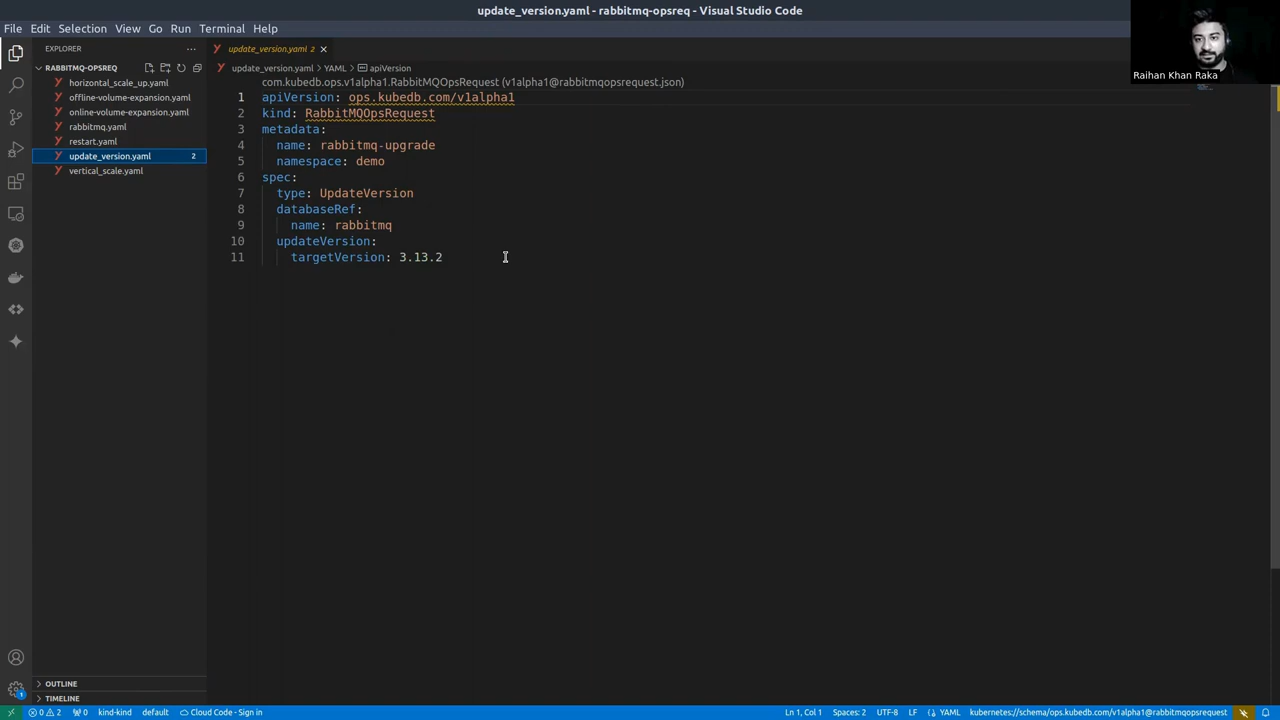 update_version.yaml - rabbitmq-opsreq - Visual Studio Code
File Edit Selection View Go Run Terminal Help
EXPLORER ...
RABBITMQ-OPSREQ
horizontal_scale_up.yaml
offline-volume-expansion.yaml
online-volume-expansion.yaml
rabbitmq.yaml
restart.yaml
update_version.yaml 2
vertical_scale.yaml
OUTLINE
TIMELINE
update_version.yaml 2
update_version.yaml > YAML > apiVersion
com.kubedb.ops.v1alpha1.RabbitMQOpsRequest (v1alpha1@rabbitmqopsrequest.json)
1 apiVersion: ops.kubedb.com/v1alpha1
2 kind: RabbitMQOpsRequest
3 metadata:
4 name: rabbitmq-upgrade
5 namespace: demo
6 spec:
7 type: UpdateVersion
8 databaseRef:
9 name: rabbitmq
10 updateVersion:
11 targetVersion: 3.13.2
Raihan Khan Raka
1
0 2 0 kind-kind default Cloud Code - Sign in Ln 1, Col 1 Spaces: 2 UTF-8 LF YAML kubernetes://schema/ops.kubedb.com/v1alpha1@rabbitmqopsrequest